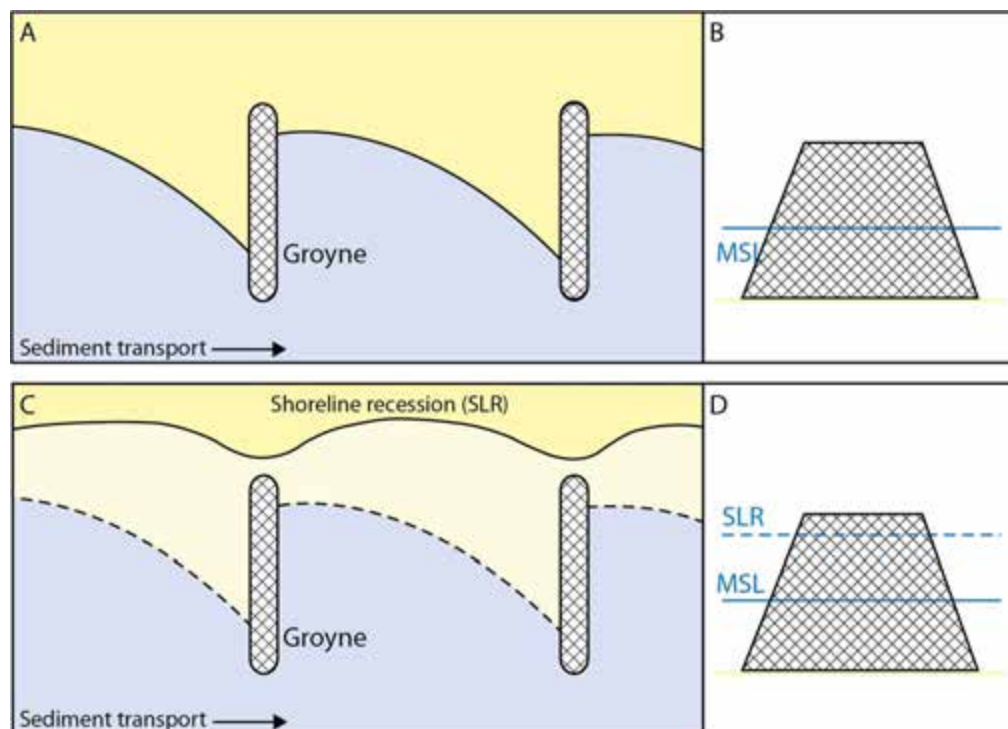 A
Groyne
Sediment transport
B
MSL
C
Shoreline recession (SLR)
Groyne
Sediment transport
D
SLR
MSL